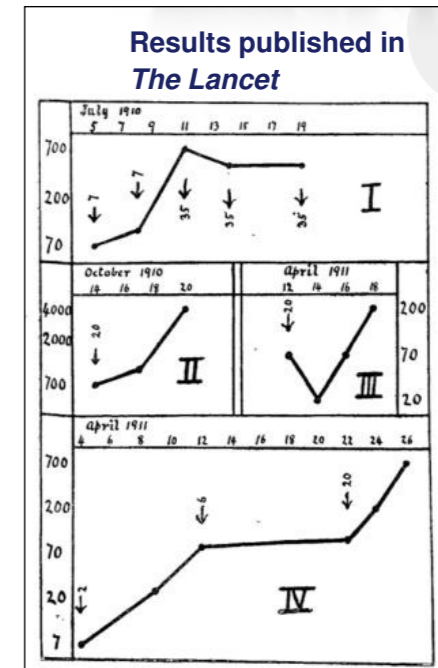 Results published in
The Lancet
July 1910
5 7 9 11 13 15 17 19
700
200
70
7 7 35 35 35
I
October 1910
14 16 18 20
4000
2000
700
20
II
April 1911
12 14 16 18
200
70
20
20
III
April 1911
4 6 8 10 12 14 16 18 20 22 24 26
700
200
70
20
7
2 6 20
IV